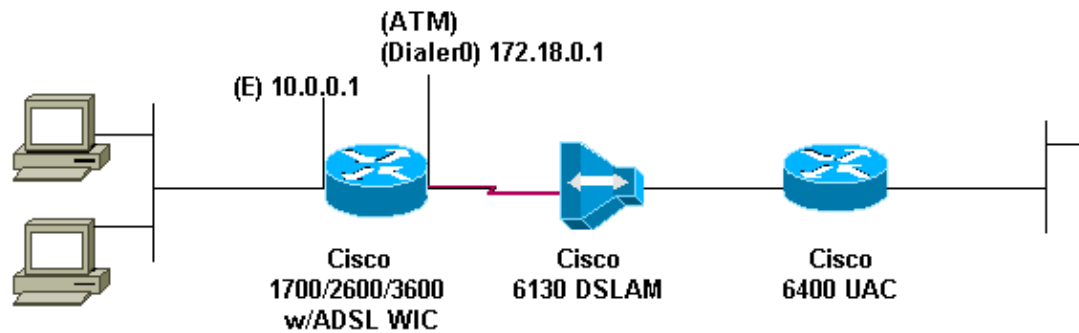 (ATM)
(Dialer0) 172.18.0.1
(E) 10.0.0.1
Cisco
1700/2600/3600
w/ADSL WIC
Cisco
6130 DSLAM
Cisco
6400 UAC